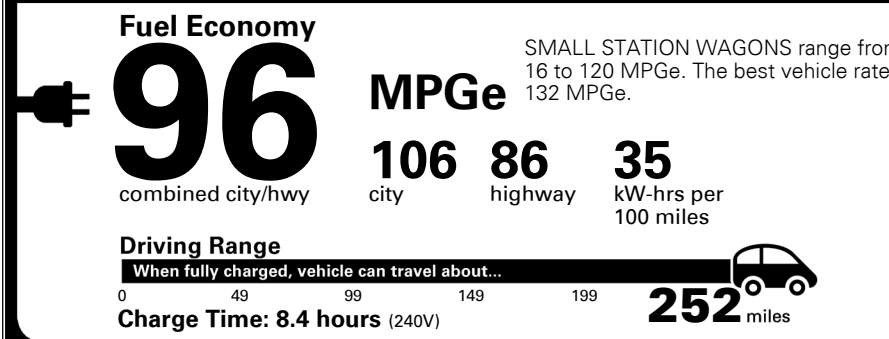 Fuel Economy
96
MPGe
SMALL STATION WAGONS range
16 to 120 MPGe. The best vehicle
132 MPGe.
combined city/hwy
106
city
86
highway
35
kW-hrs per
100 miles
Driving Range
When fully charged, vehicle can travel about...
0 49 99 149 199
252 miles
Charge Time: 8.4 hours (240V)